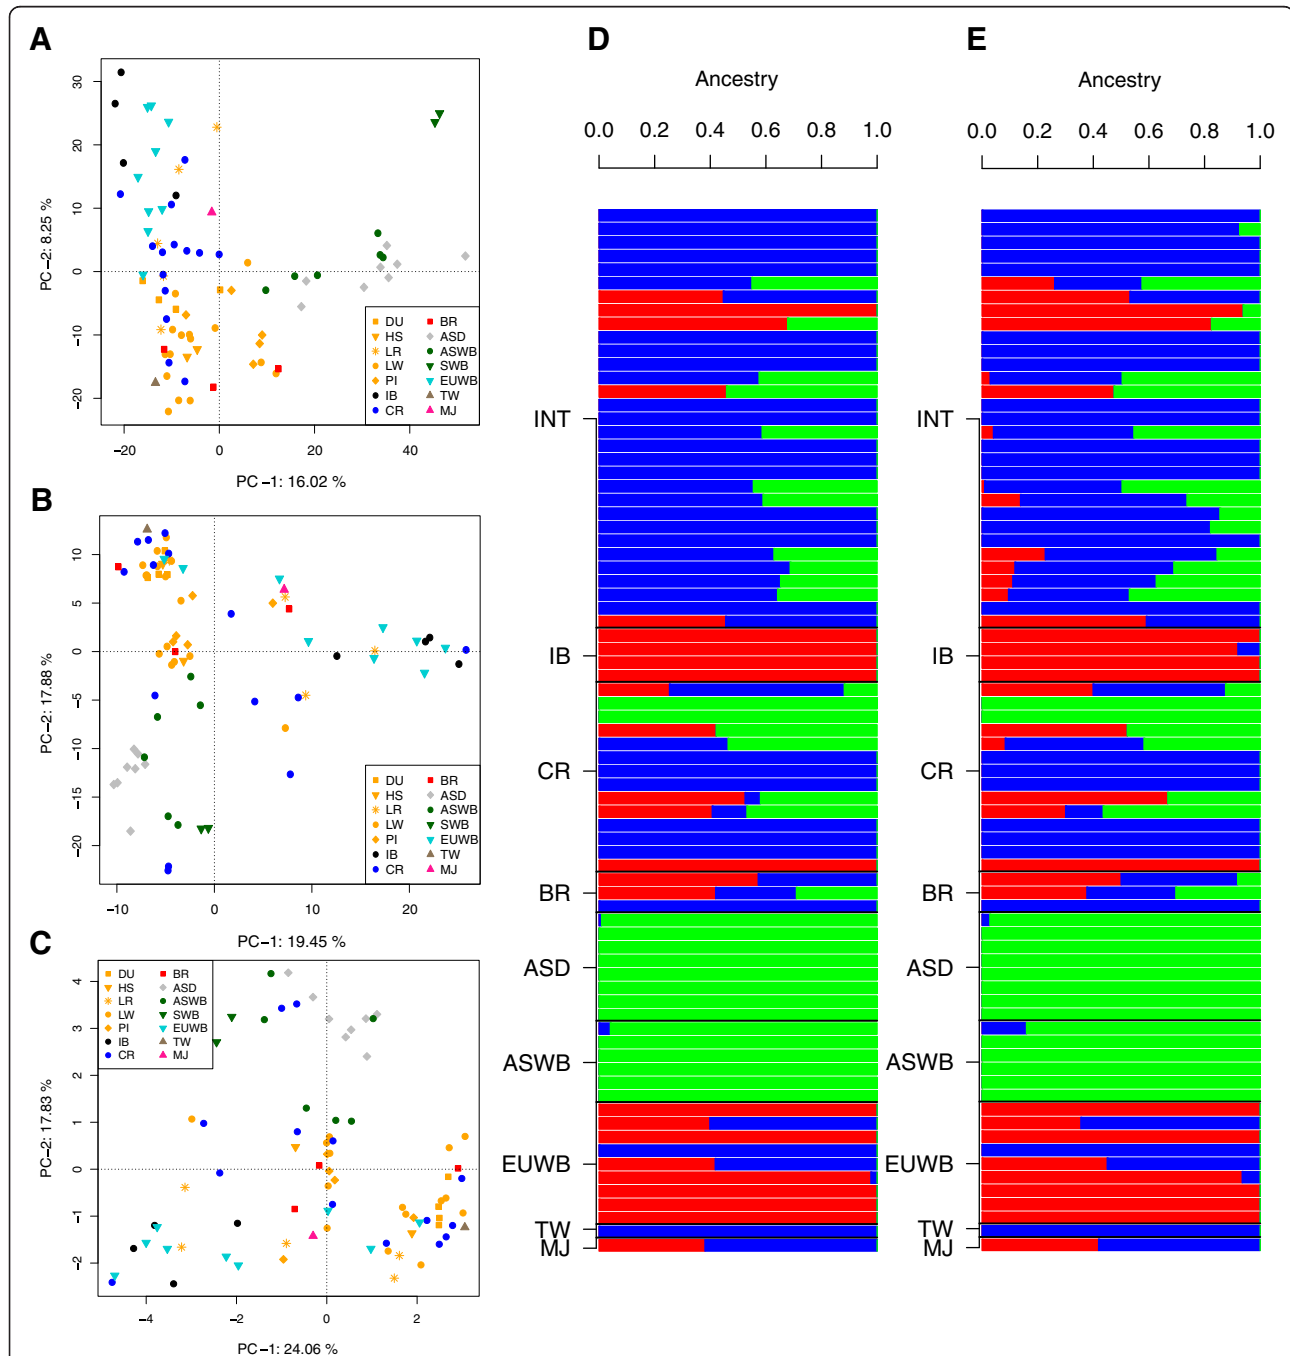 A
30
20
10
0
−10
−20
PC−2: 8.25 %
−20 0 20 40
PC−1: 16.02 %
DU BR
HS ASD
LR ASWB
LW SWB
PI EUWB
IB TW
CR MJ
B
10
5
0
−5
−10
−15
−20
PC−2: 17.88 %
−10 0 10 20
PC−1: 19.45 %
DU BR
HS ASD
LR ASWB
LW SWB
PI EUWB
IB TW
CR MJ
C
4
3
2
1
0
−1
−2
PC−2: 17.83 %
−4 −2 0 2
PC−1: 24.06 %
DU BR
HS ASD
LR ASWB
LW SWB
PI EUWB
IB TW
CR MJ
D
Ancestry
0.0 0.2 0.4 0.6 0.8 1.0
INT
IB
CR
BR
ASD
ASWB
EUWB
TW
MJ
E
Ancestry
0.0 0.2 0.4 0.6 0.8 1.0
INT
IB
CR
BR
ASD
ASWB
EUWB
TW
MJ